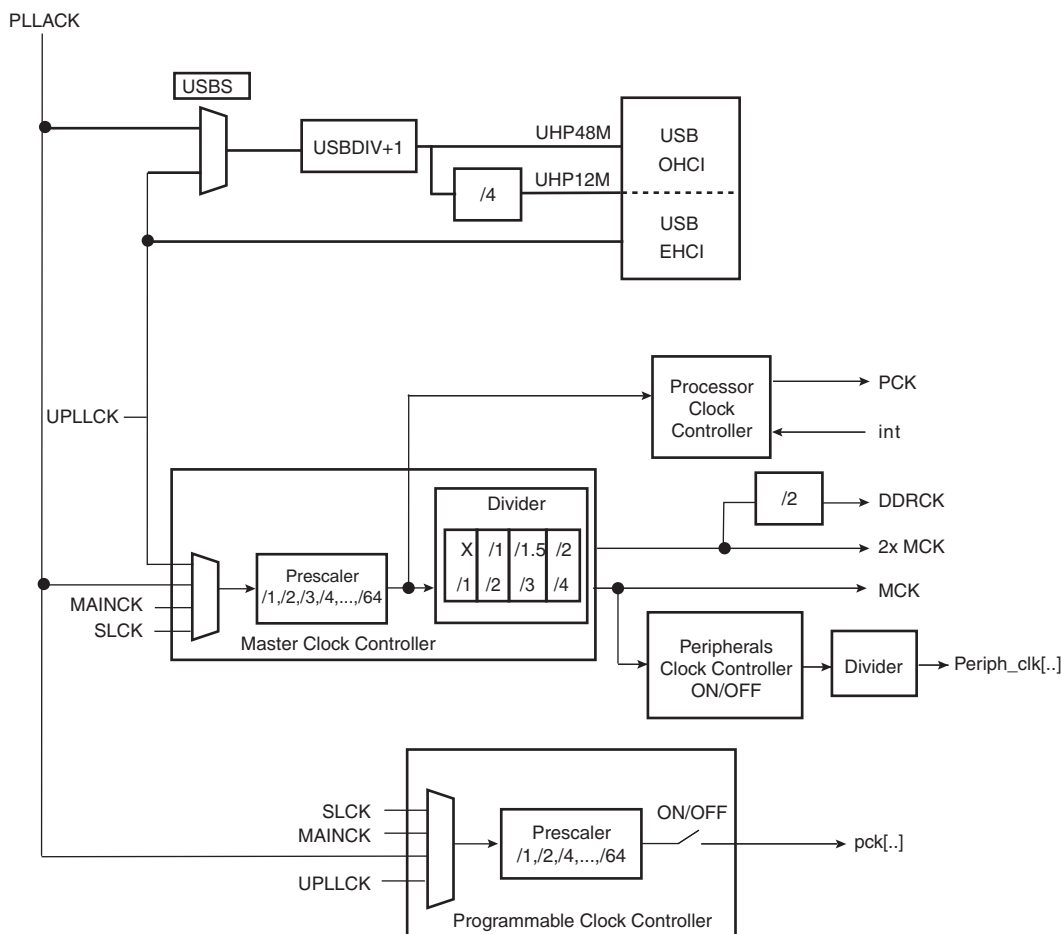 PLLACK
USBS
USBDIV+1
UHP48M
USB
OHCI
/4
UHP12M
USB
EHCI
Processor
Clock
Controller
PCK
int
UPLLCK
Divider
X /1 /1.5 /2
/1 /2 /3 /4
/2
DDRCK
2x MCK
MCK
Prescaler
/1,/2,/3,/4,...,/64
MAINCK
SLCK
Master Clock Controller
Peripherals
Clock Controller
ON/OFF
Divider
Periph_clk[..]
SLCK
MAINCK
UPLLCK
Prescaler
/1,/2,/4,...,/64
ON/OFF
pck[..]
Programmable Clock Controller